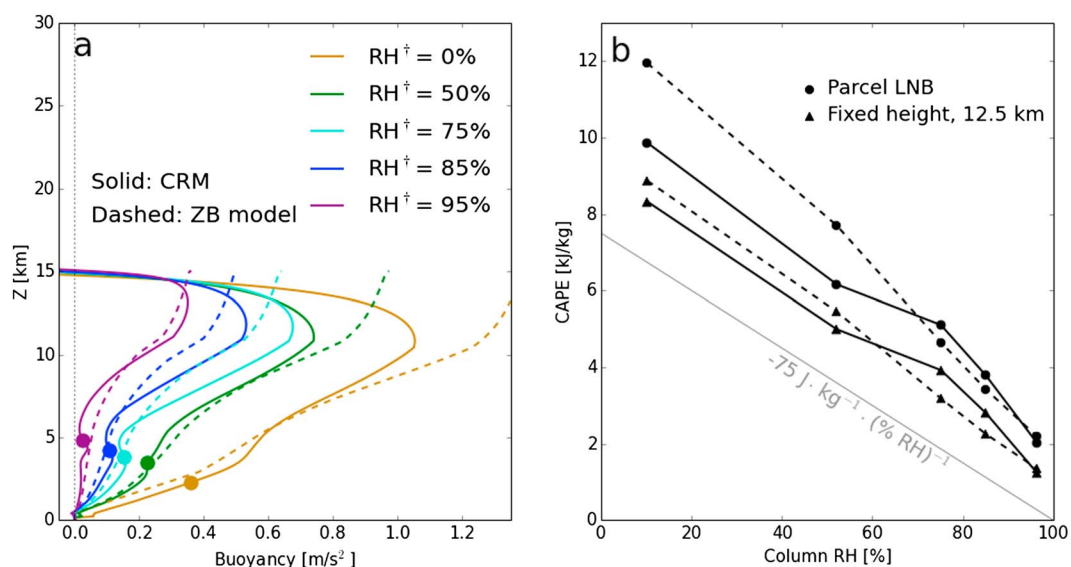 a
RH† = 0%
RH† = 50%
RH† = 75%
RH† = 85%
RH† = 95%
Solid: CRM
Dashed: ZB model
30
25
20
15
10
5
0
Z [km]
0.0 0.2 0.4 0.6 0.8 1.0 1.2
Buoyancy [m/s²]
b
Parcel LNB
Fixed height, 12.5 km
-75 J · kg⁻¹ · (% RH)⁻¹
12
10
8
6
4
2
0
CAPE [kJ/kg]
0 20 40 60 80 100
Column RH [%]